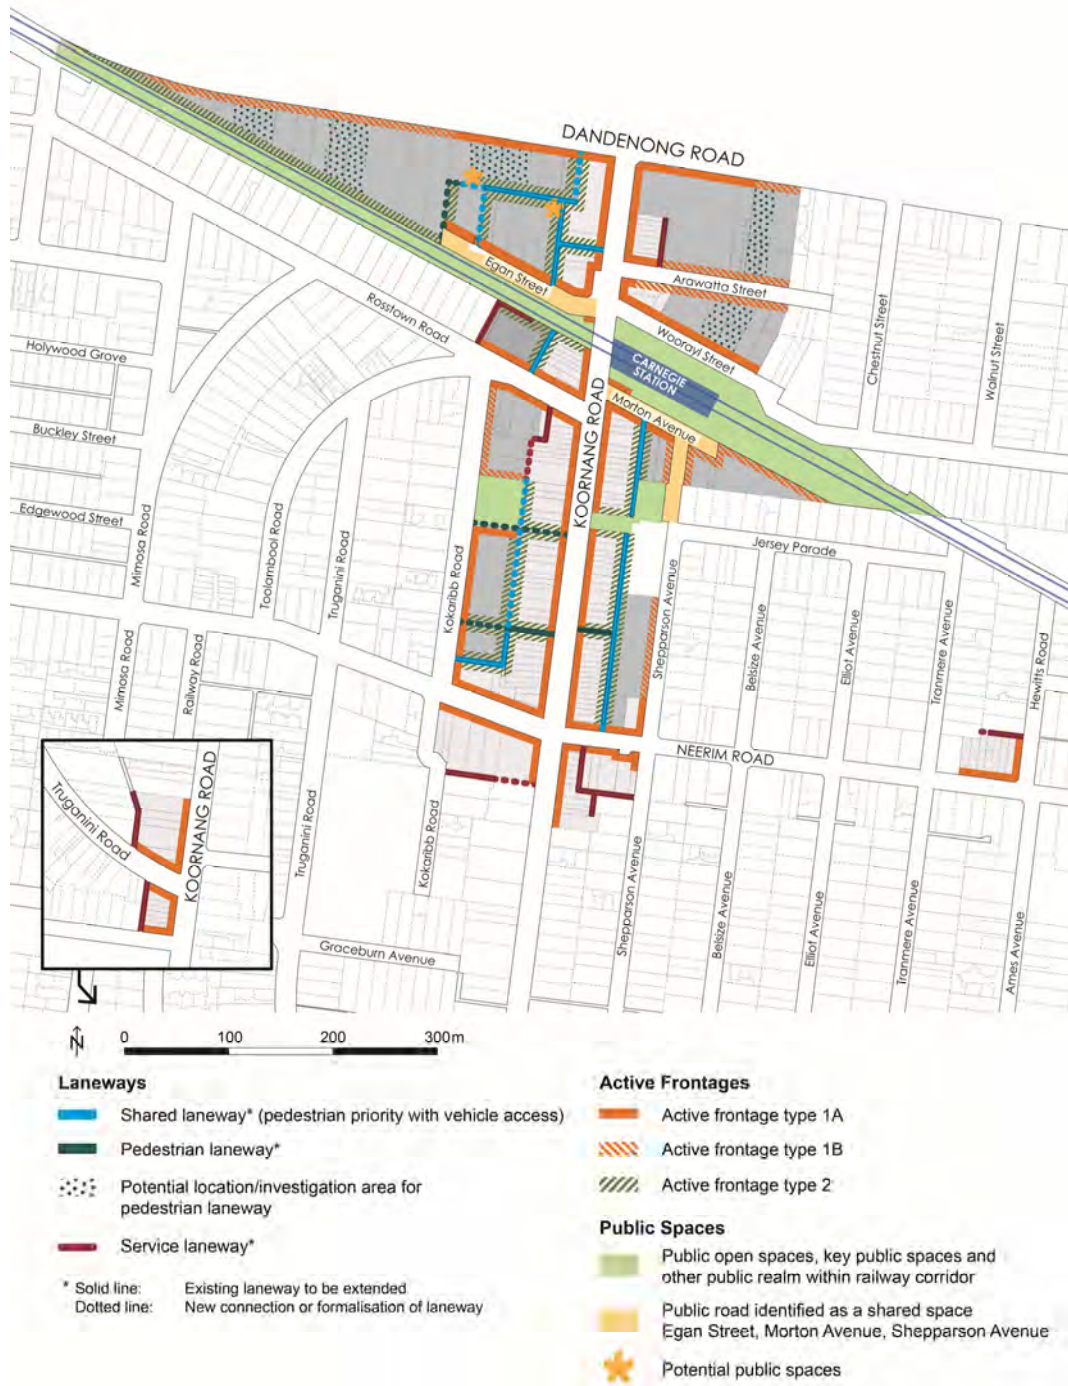 DANDENONG ROAD
Egan Street
Arawatta Street
Rosstown Road
Woorayl Street
Chestnut Street
Walnut Street
Holywood Grove
CARNEGIE
STATION
KOORNANG ROAD
Morton Avenue
Buckley Street
Edgewood Street
Mimosa Road
Toolambool Road
Truganini Road
Kokaribb Road
Jersey Parade
Shepparson Avenue
Belsize Avenue
Elliot Avenue
Tranmere Avenue
Hewitts Road
Mimosa Road
Railway Road
NEERIM ROAD
Truganini Road
KOORNANG ROAD
Truganini Road
Kokaribb Road
Shepparson Avenue
Belsize Avenue
Elliot Avenue
Tranmere Avenue
Ames Avenue
Graceburn Avenue
N
0 100 200 300m
Laneways
Shared laneway* (pedestrian priority with vehicle access)
Pedestrian laneway*
Potential location/investigation area for
pedestrian laneway
Service laneway*
* Solid line: Existing laneway to be extended
Dotted line: New connection or formalisation of laneway
Active Frontages
Active frontage type 1A
Active frontage type 1B
Active frontage type 2
Public Spaces
Public open spaces, key public spaces and
other public realm within railway corridor
Public road identified as a shared space
Egan Street, Morton Avenue, Shepparson Avenue
Potential public spaces